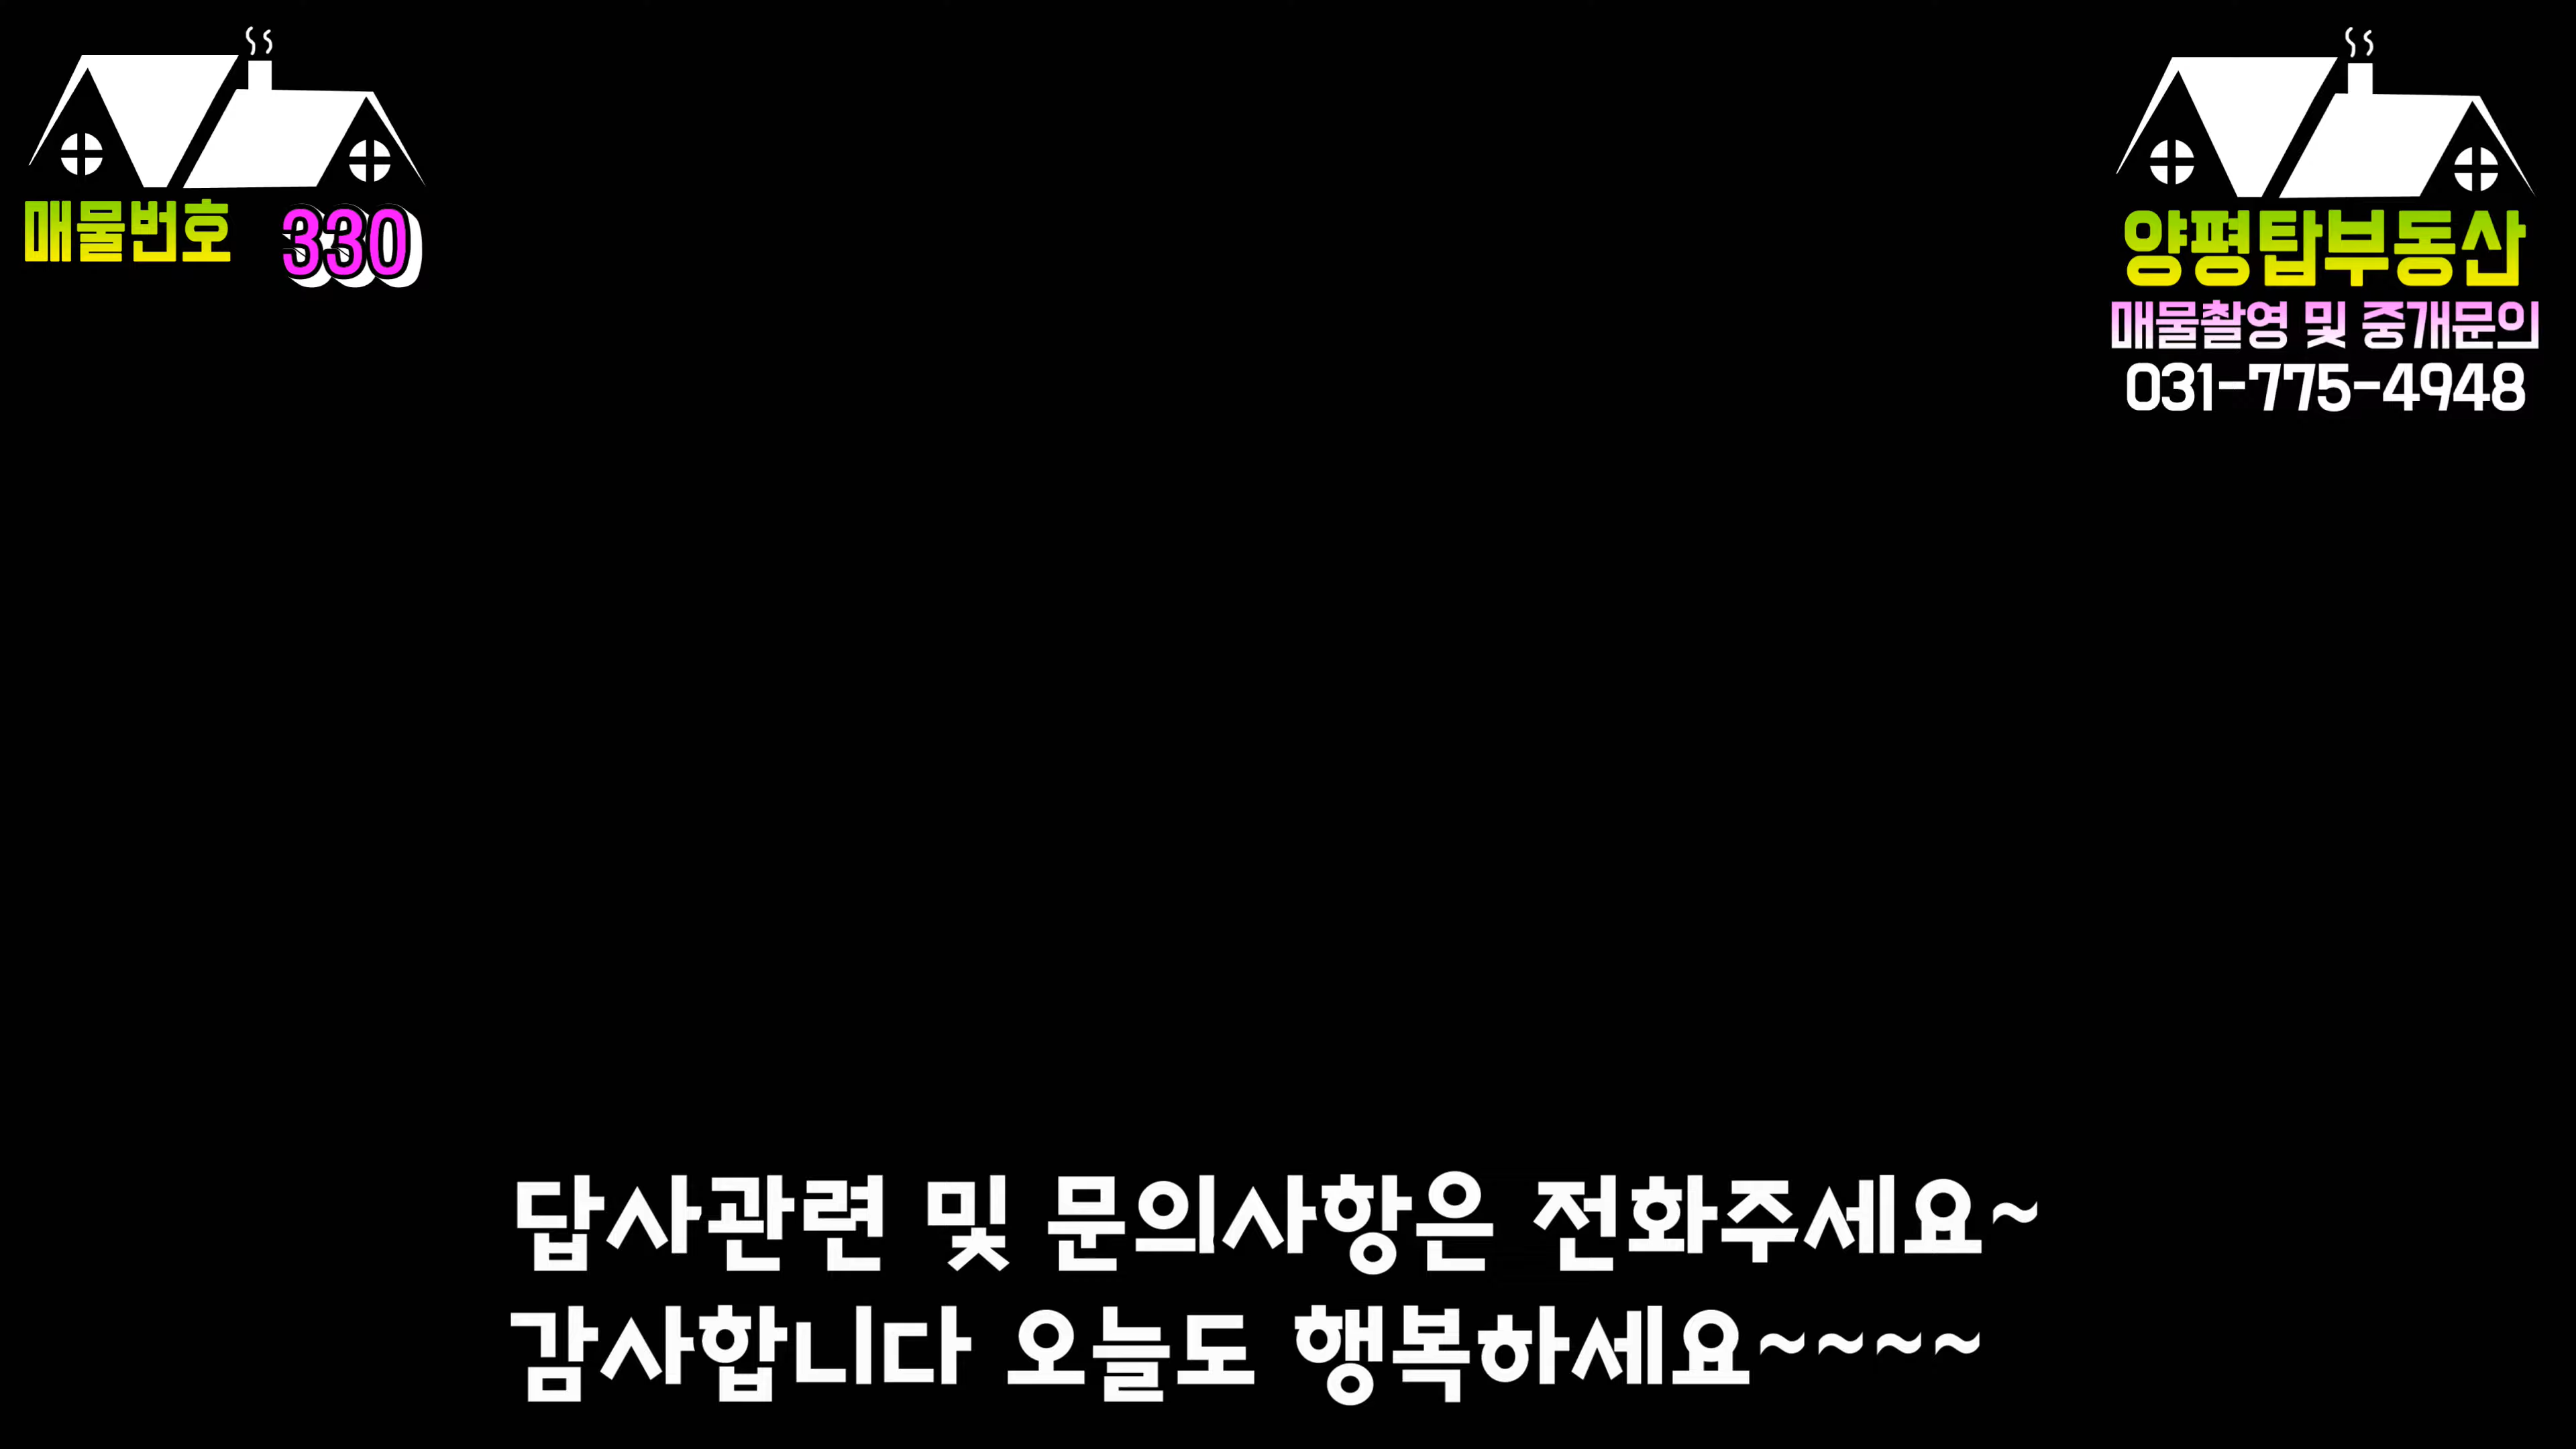 매물번호 330
양평탑부동산
매물촬영 및 중개문의
031-775-4948
답사관련 및 문의사항은 전화주세요~
감사합니다 오늘도 행복하세요~~~~